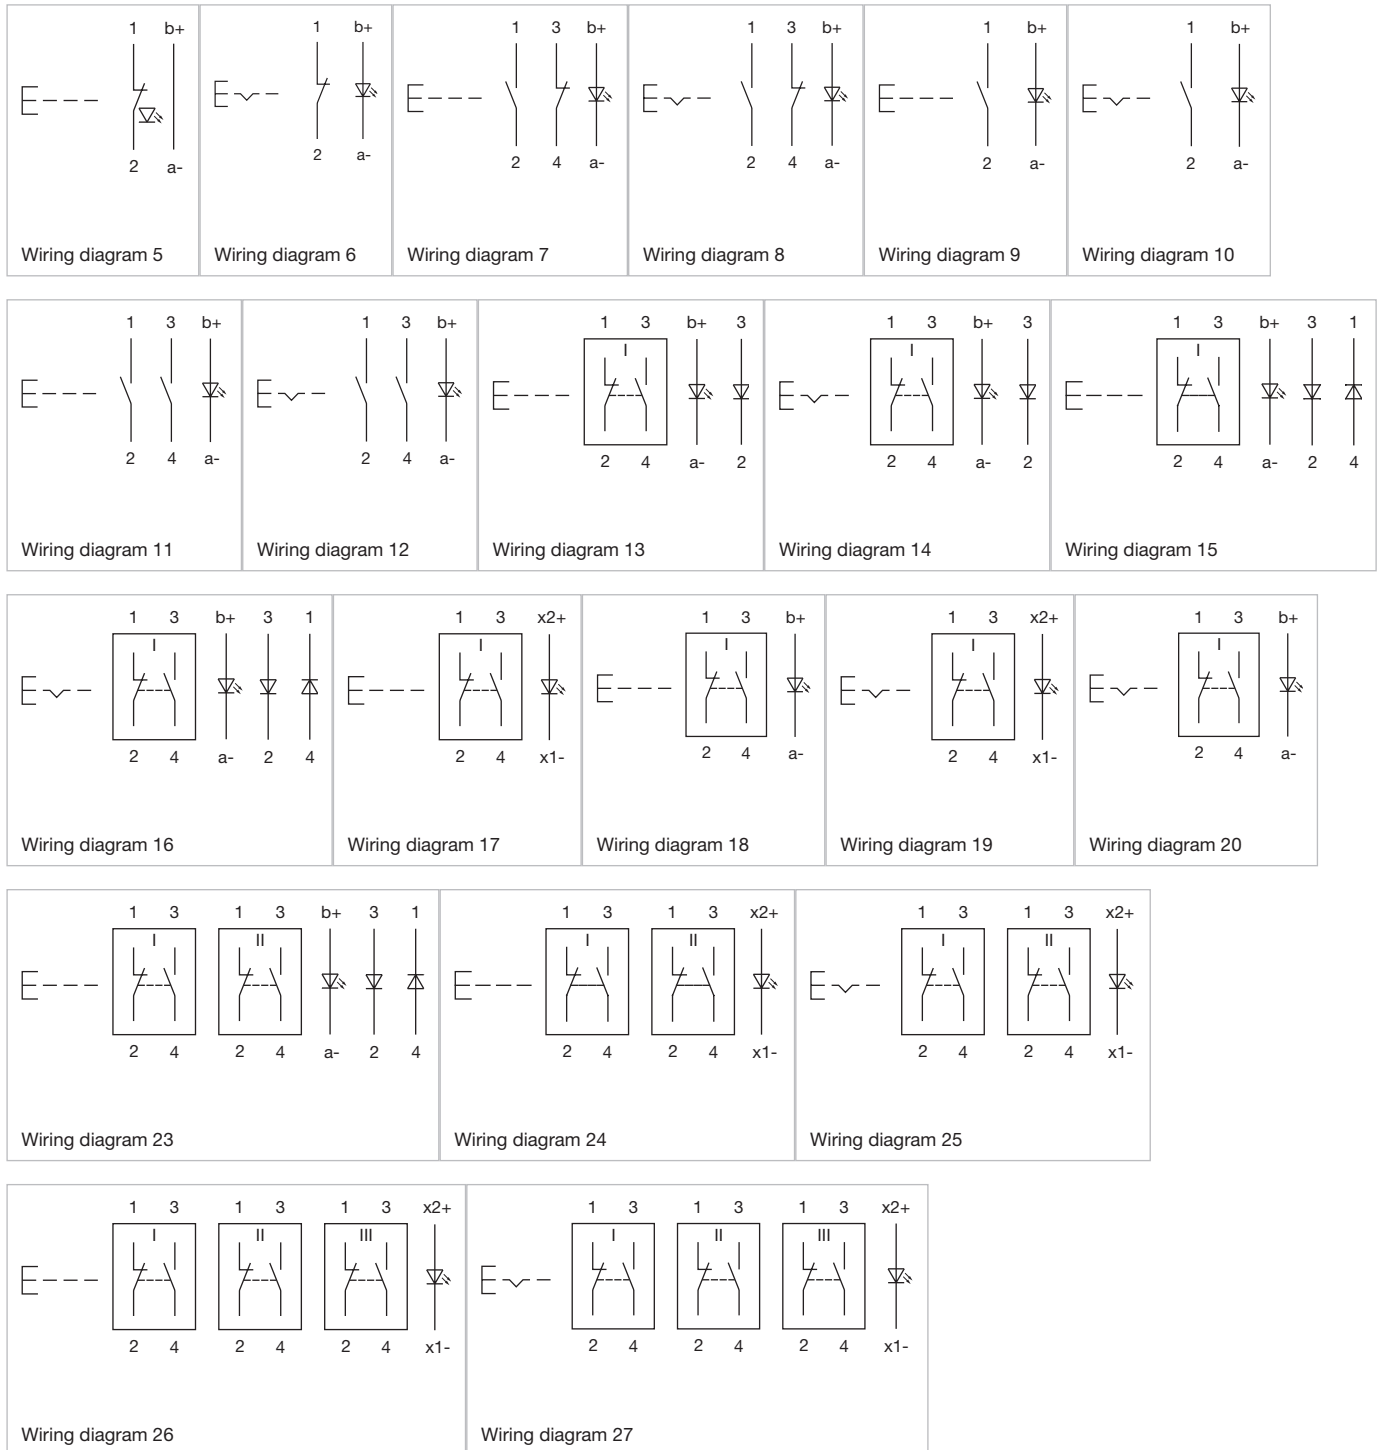 1 b+ 1 b+ 1 3 b+ 1 3 b+ 1 b+ 1 b+
2 a- 2 a- 2 4 a- 2 4 a- 2 a- 2 a-
Wiring diagram 5 Wiring diagram 6 Wiring diagram 7 Wiring diagram 8 Wiring diagram 9 Wiring diagram 10
1 3 b+ 1 3 b+ 1 3 b+ 3 1 3 b+ 3 1 3 b+ 3 1
I I I
2 4 a- 2 4 a- 2 4 a- 2 2 4 a- 2 2 4 a- 2 4
Wiring diagram 11 Wiring diagram 12 Wiring diagram 13 Wiring diagram 14 Wiring diagram 15
1 3 b+ 3 1 1 3 x2+ 1 3 b+ 1 3 x2+ 1 3 b+
I I I I I
2 4 a- 2 4 2 4 x1- 2 4 a- 2 4 x1- 2 4 a-
Wiring diagram 16 Wiring diagram 17 Wiring diagram 18 Wiring diagram 19 Wiring diagram 20
1 3 1 3 b+ 3 1 1 3 1 3 x2+ 1 3 1 3 x2+
I II I II I II
2 4 2 4 a- 2 4 2 4 2 4 x1- 2 4 2 4 x1-
Wiring diagram 23 Wiring diagram 24 Wiring diagram 25
1 3 1 3 1 3 x2+ 1 3 1 3 1 3 x2+
I II III I II III
2 4 2 4 2 4 x1- 2 4 2 4 2 4 x1-
Wiring diagram 26 Wiring diagram 27